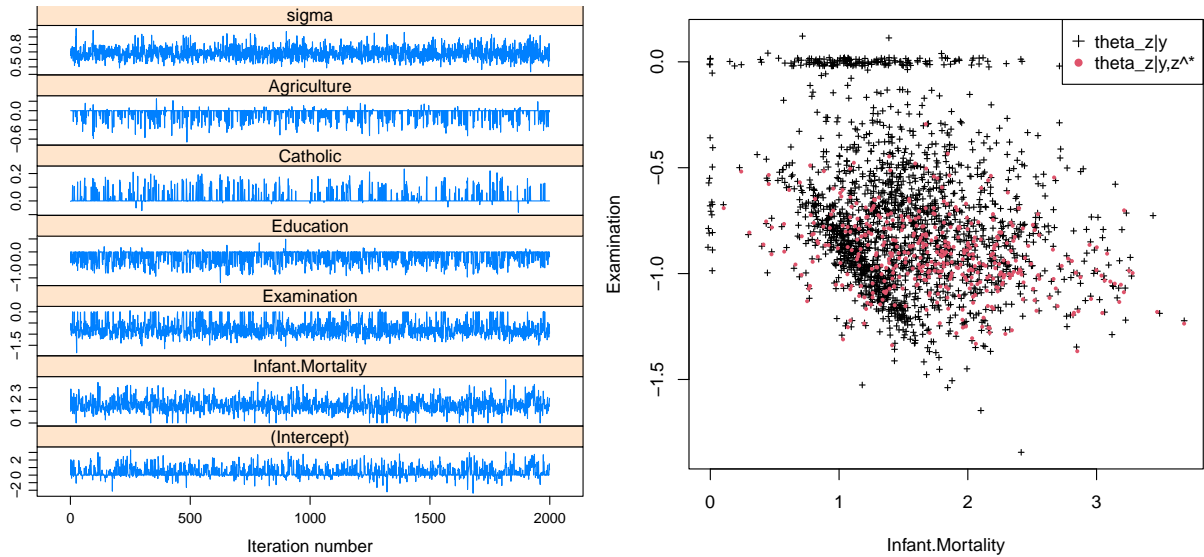 sigma
0.5 0.8
Agriculture
−0.6 0.0
Catholic
0.0 0.2
Education
−1.0 0.0
Examination
−1.5 0.0
Infant.Mortality
0 1 2 3
(Intercept)
−2 0 2
0 500 1000 1500 2000
Iteration number
theta_z|y
theta_z|y,z^*
Examination
0.0
−0.5
−1.0
−1.5
0 1 2 3
Infant.Mortality